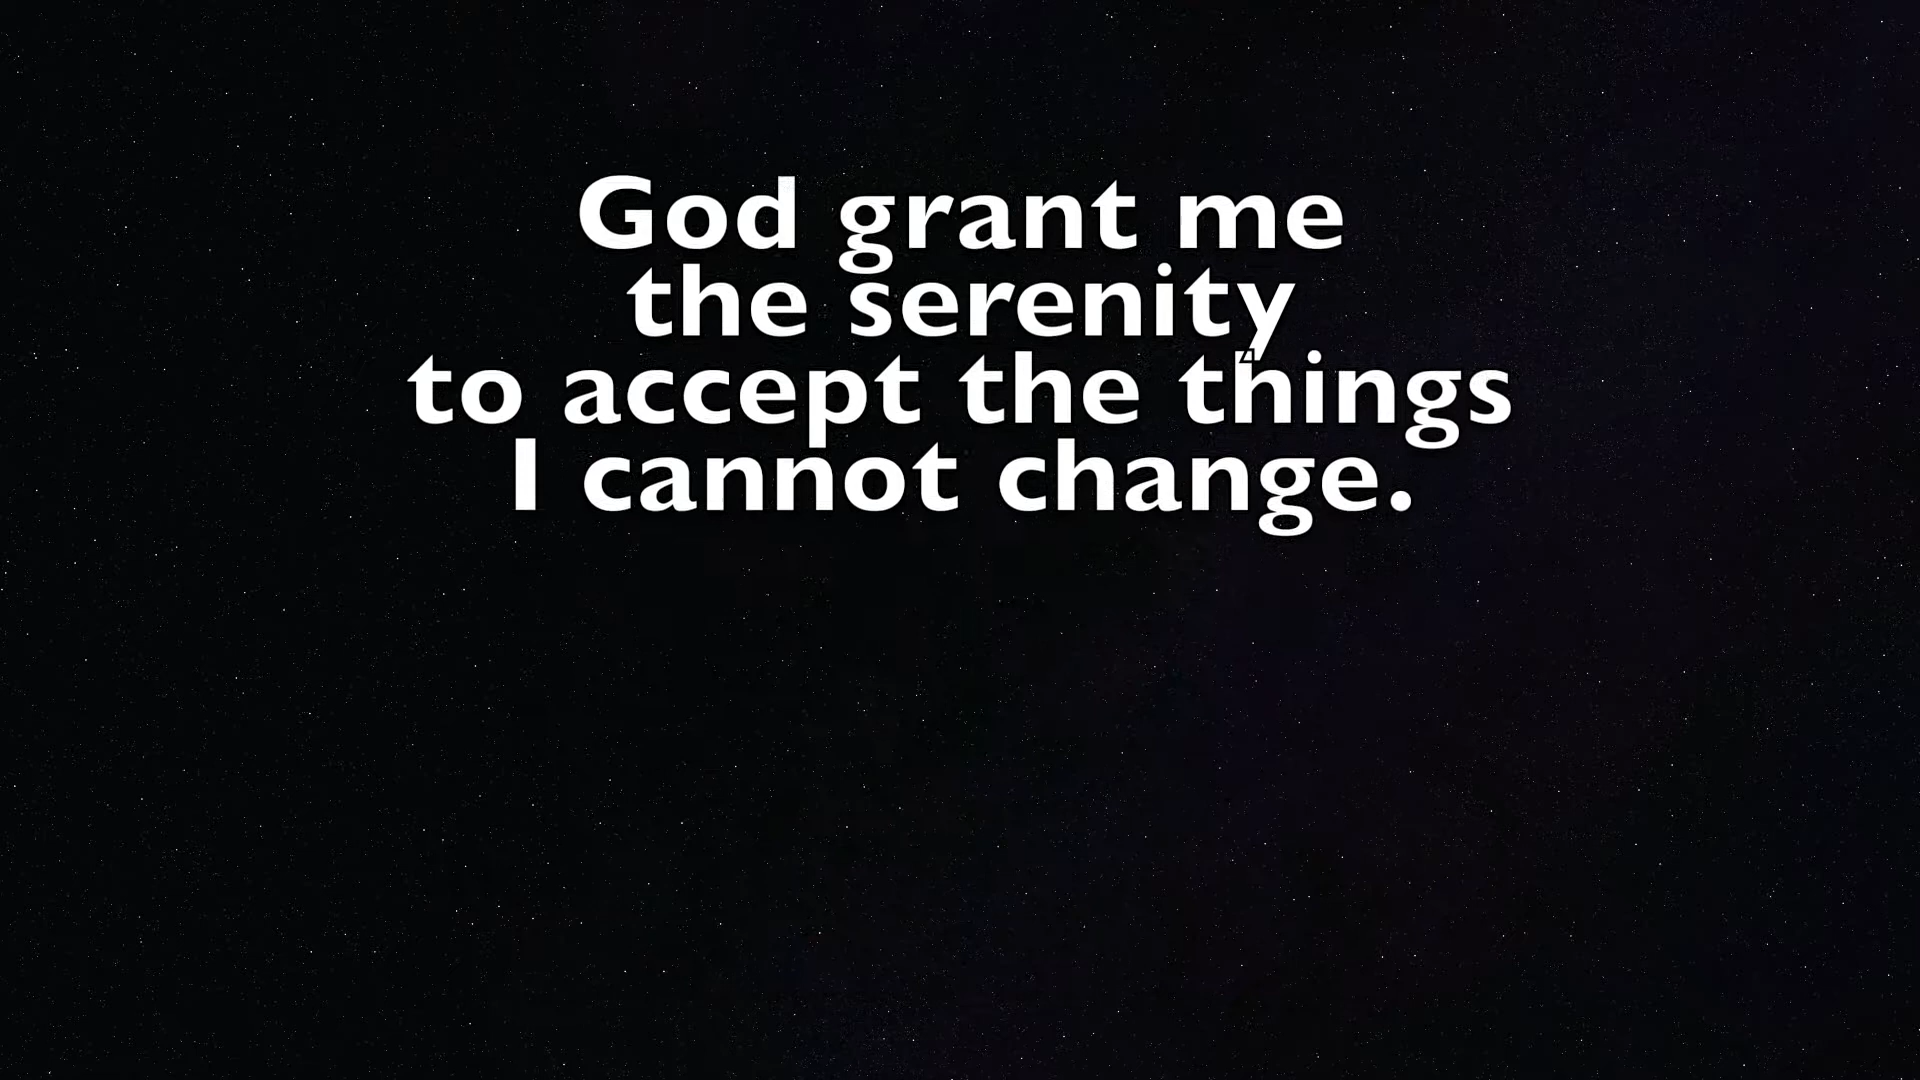 God grant me
the serenity
to accept the things
I cannot change.